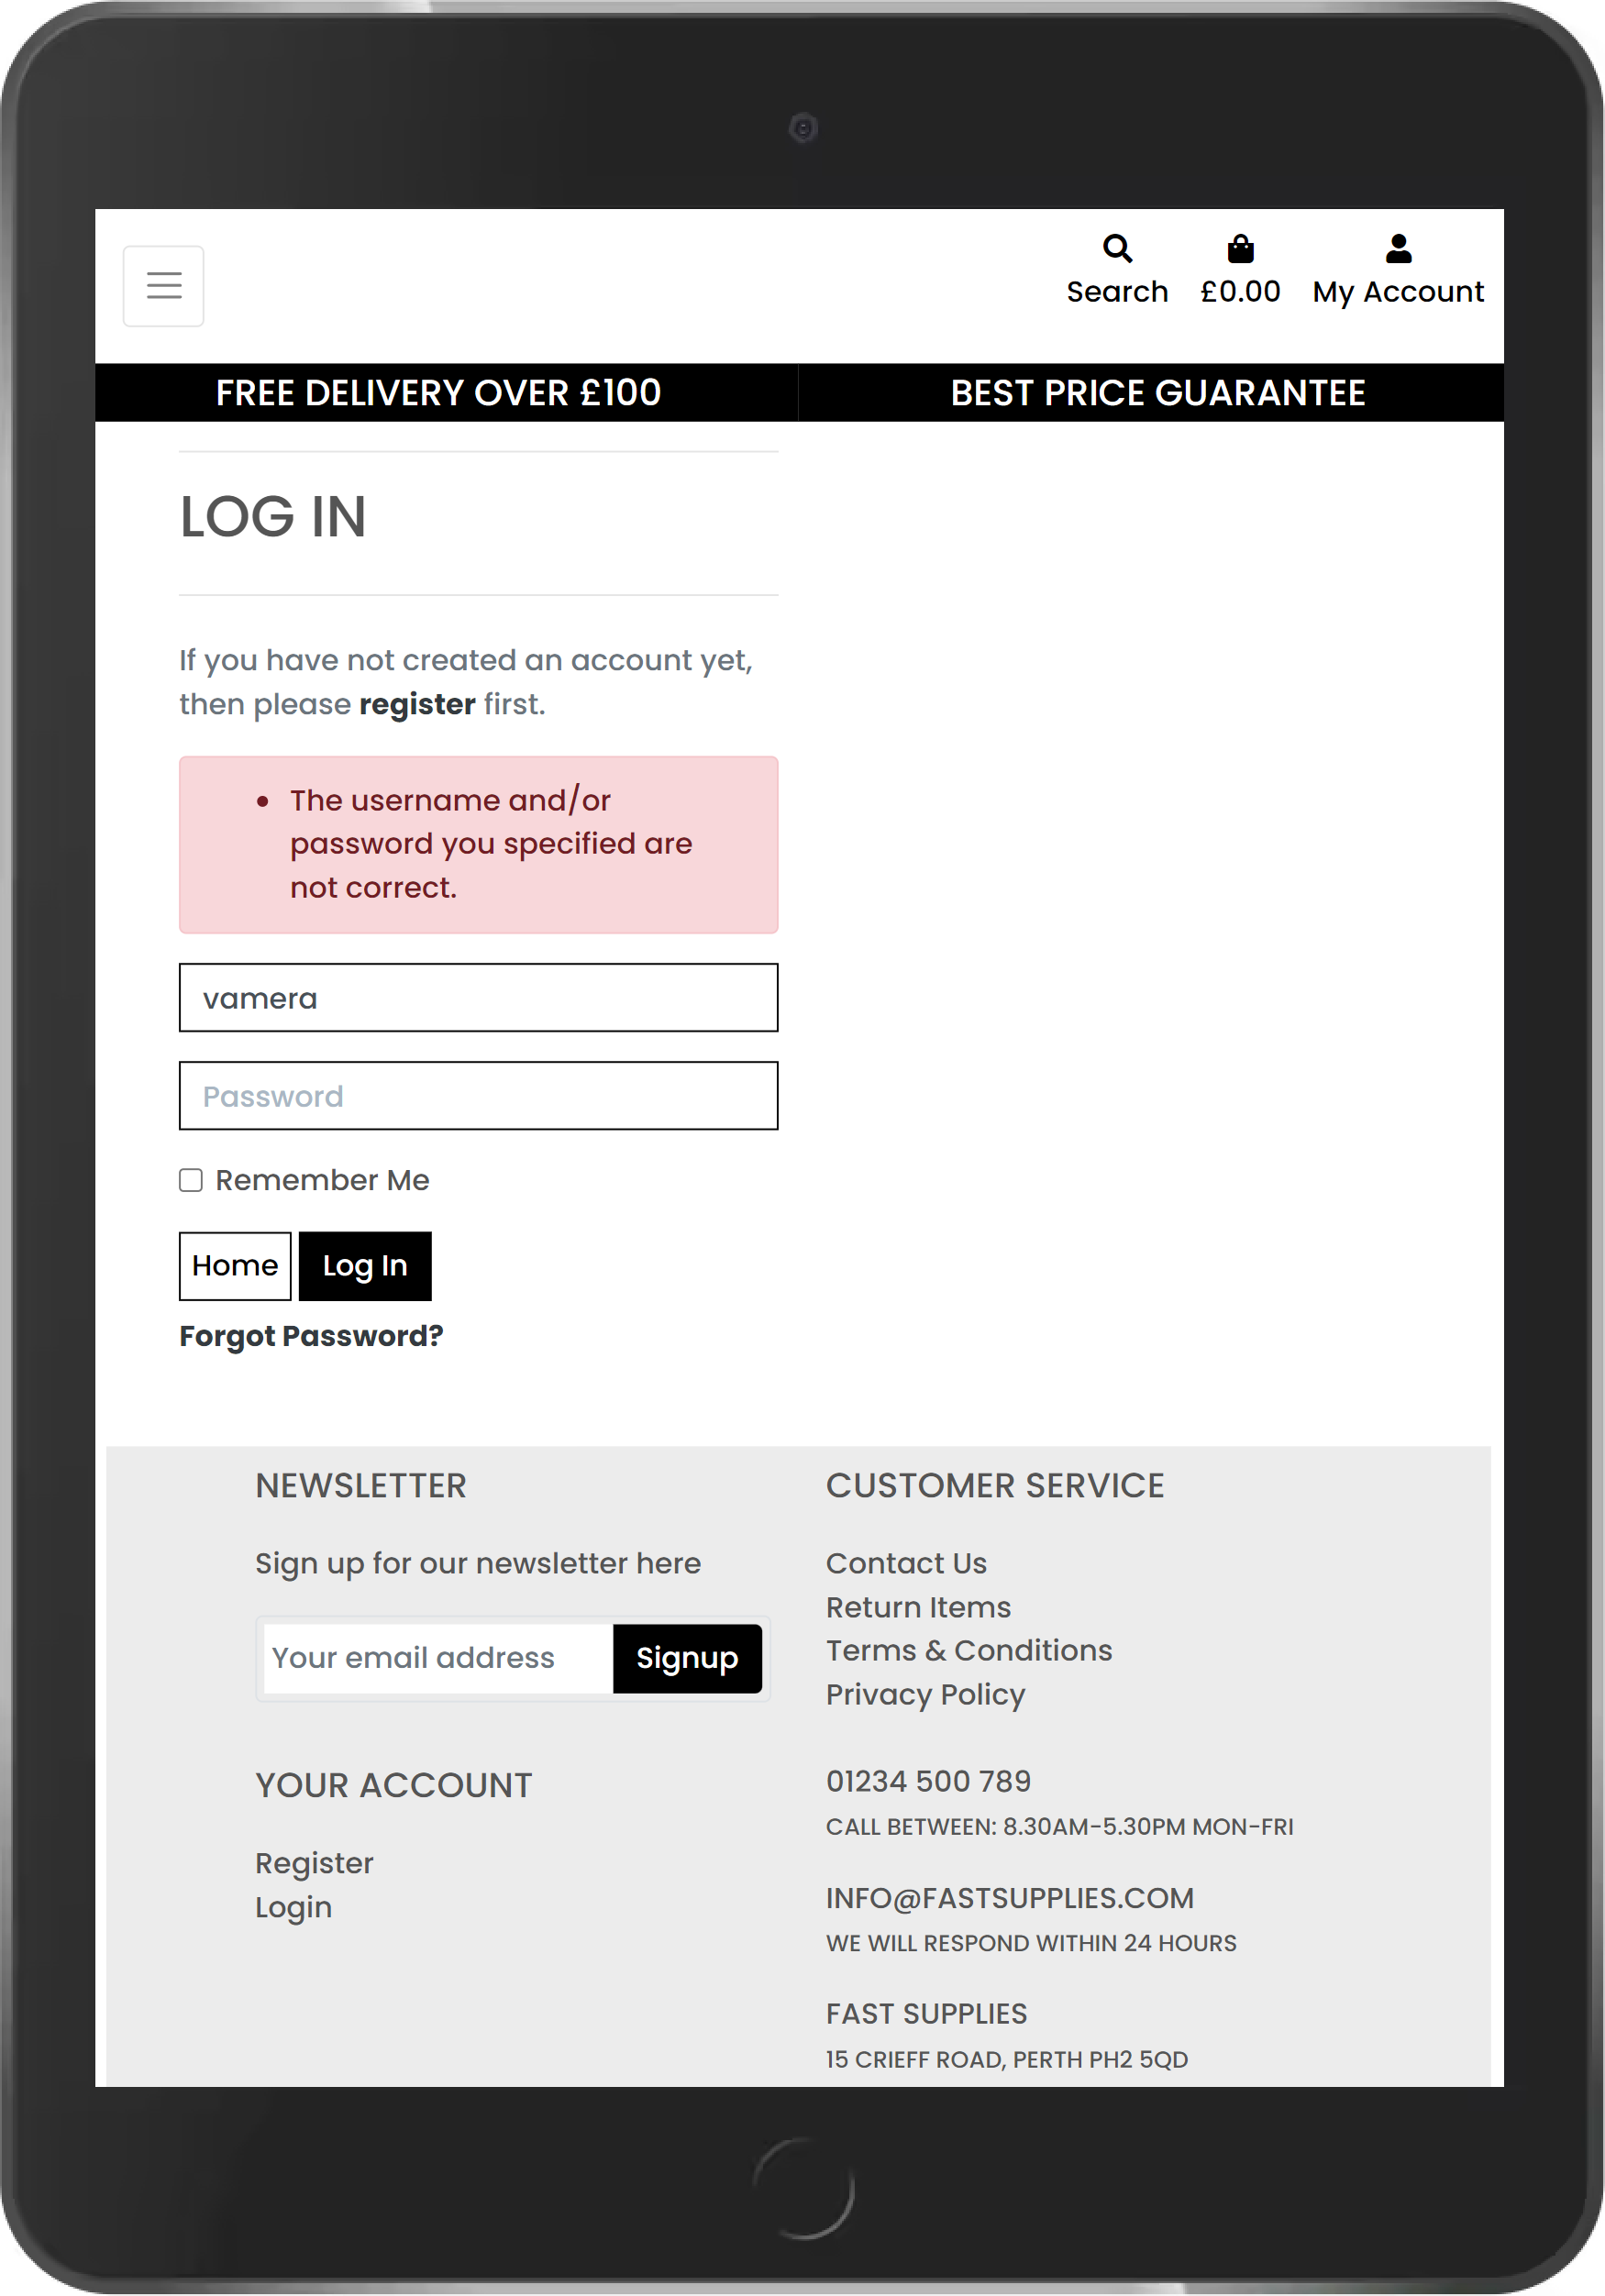 Search £0.00 My Account
FREE DELIVERY OVER £100 BEST PRICE GUARANTEE
LOG IN
If you have not created an account yet,
then please register first.
• The username and/or
password you specified are
not correct.
vamera
Password
Remember Me
Home Log In
Forgot Password?
NEWSLETTER
Sign up for our newsletter here
Your email address Signup
YOUR ACCOUNT
Register
Login
CUSTOMER SERVICE
Contact Us
Return Items
Terms & Conditions
Privacy Policy
01234 500 789
CALL BETWEEN: 8.30AM-5.30PM MON-FRI
INFO@FASTSUPPLIES.COM
WE WILL RESPOND WITHIN 24 HOURS
FAST SUPPLIES
15 CRIEFF ROAD, PERTH PH2 5QD